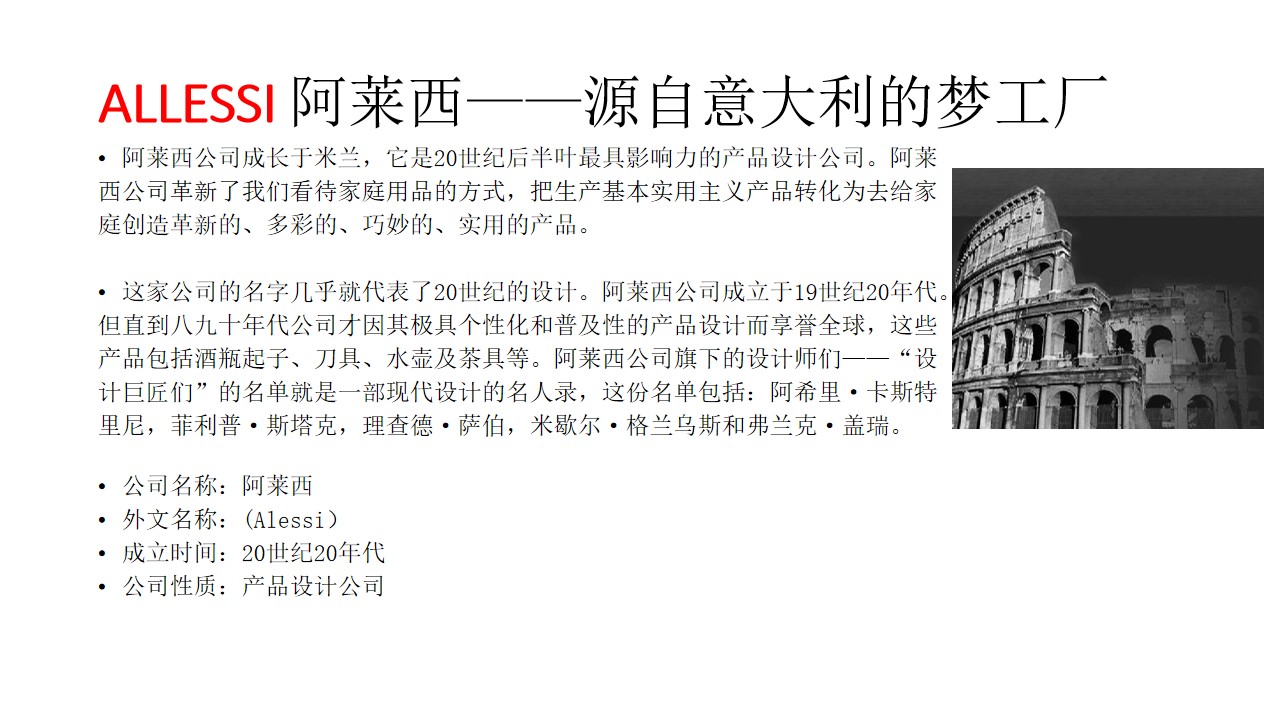 ALLESSI 阿莱西——源自意大利的梦工厂
• 阿莱西公司成长于米兰，它是20世纪后半叶最具影响力的产品设计公司。阿莱
西公司革新了我们看待家庭用品的方式，把生产基本实用主义产品转化为去给家
庭创造革新的、多彩的、巧妙的、实用的产品。
• 这家公司的名字几乎就代表了20世纪的设计。阿莱西公司成立于19世纪20年代。
但直到八九十年代公司才因其极具个性化和普及性的产品设计而享誉全球，这些
产品包括酒瓶起子、刀具、水壶及茶具等。阿莱西公司旗下的设计师们——“设
计巨匠们”的名单就是一部现代设计的名人录，这份名单包括：阿希里·卡斯特
里尼，菲利普·斯塔克，理查德·萨伯，米歇尔·格兰乌斯和弗兰克·盖瑞。
• 公司名称：阿莱西
• 外文名称：(Alessi）
• 成立时间：20世纪20年代
• 公司性质：产品设计公司